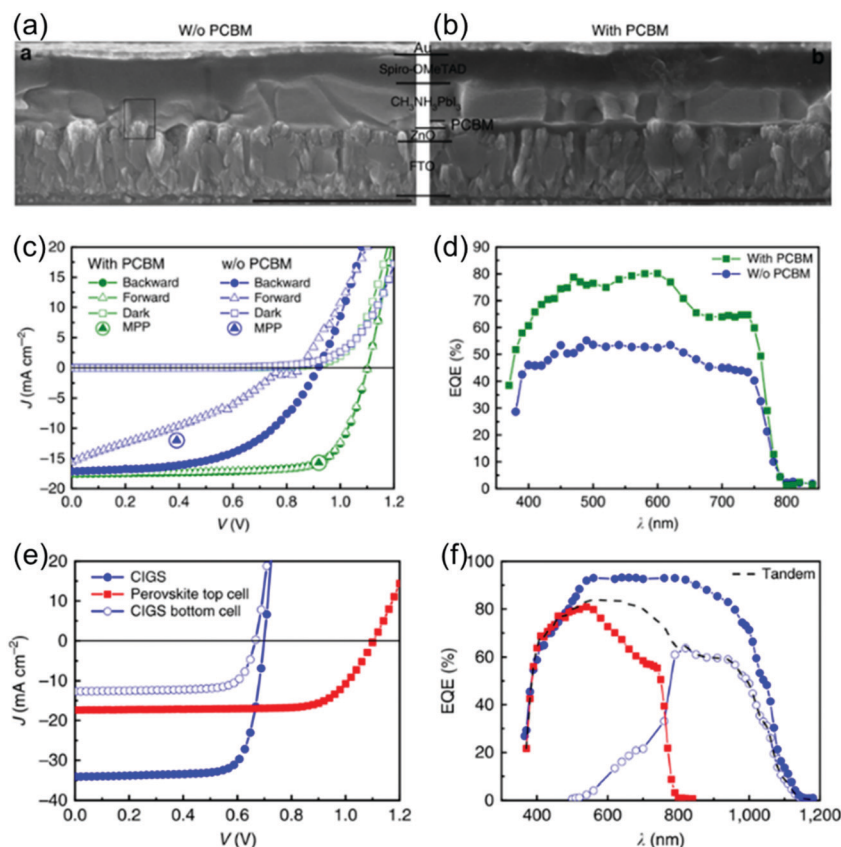 (a) W/o PCBM
(b) With PCBM
a
b
Au
Spiro-OMeTAD
CH₃NH₃PbI₃
PCBM
ZnO
FTO
(c)
20
15
10
5
0
−5
−10
−15
−20
J (mA cm⁻²)
With PCBM w/o PCBM
Backward Backward
Forward Forward
Dark Dark
MPP MPP
0.0 0.2 0.4 0.6 0.8 1.0 1.2
V (V)
(d)
90
80
70
60
50
40
30
20
10
0
EQE (%)
With PCBM
W/o PCBM
400 500 600 700 800
λ (nm)
(e)
20
10
0
−10
−20
−30
−40
J (mA cm⁻²)
CIGS
Perovskite top cell
CIGS bottom cell
0.0 0.2 0.4 0.6 0.8 1.0 1.2
V (V)
(f)
100
80
60
40
20
0
EQE (%)
Tandem
400 600 800 1,000 1,200
λ (nm)